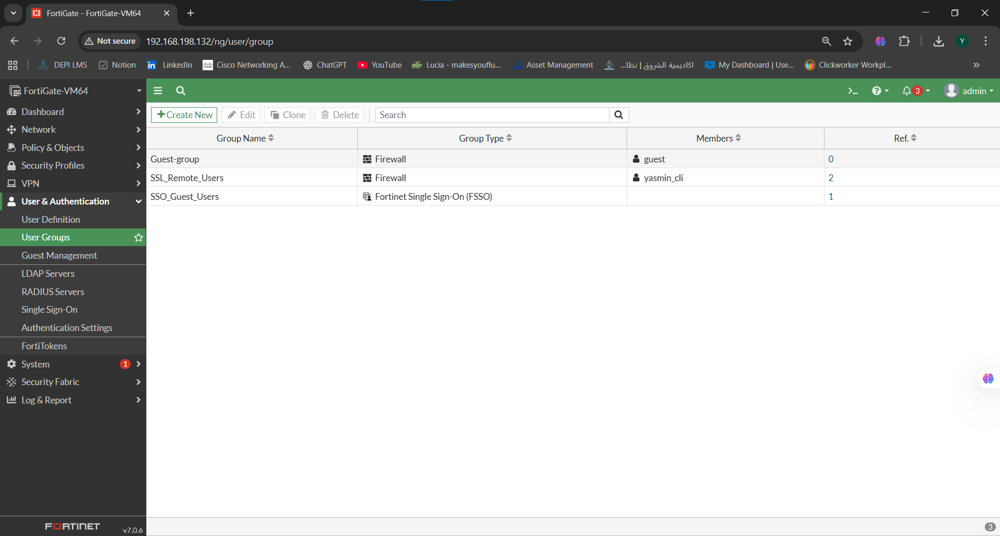 FortiGate - FortiGate-VM64
Not secure 192.168.198.132/ng/user/group Y
DEPI LMS Notion in LinkedIn CISCO Cisco Networking A... ChatGPT YouTube MF Lucia - makesyouflu... Asset Management اكاديمية الشروق | نظا... My Dashboard | Use... Clickworker Workpl... »
FortiGate-VM64 >_ ? 3 admin
Dashboard
Network
Policy & Objects
Security Profiles
VPN
User & Authentication
User Definition
User Groups
Guest Management
LDAP Servers
RADIUS Servers
Single Sign-On
Authentication Settings
FortiTokens
System 1
Security Fabric
Log & Report
FORTINET v7.0.6
+Create New Edit Clone Delete Search
Group Name Group Type Members Ref.
Guest-group Firewall guest 0
SSL_Remote_Users Firewall yasmin_cli 2
SSO_Guest_Users Fortinet Single Sign-On (FSSO) 1
3